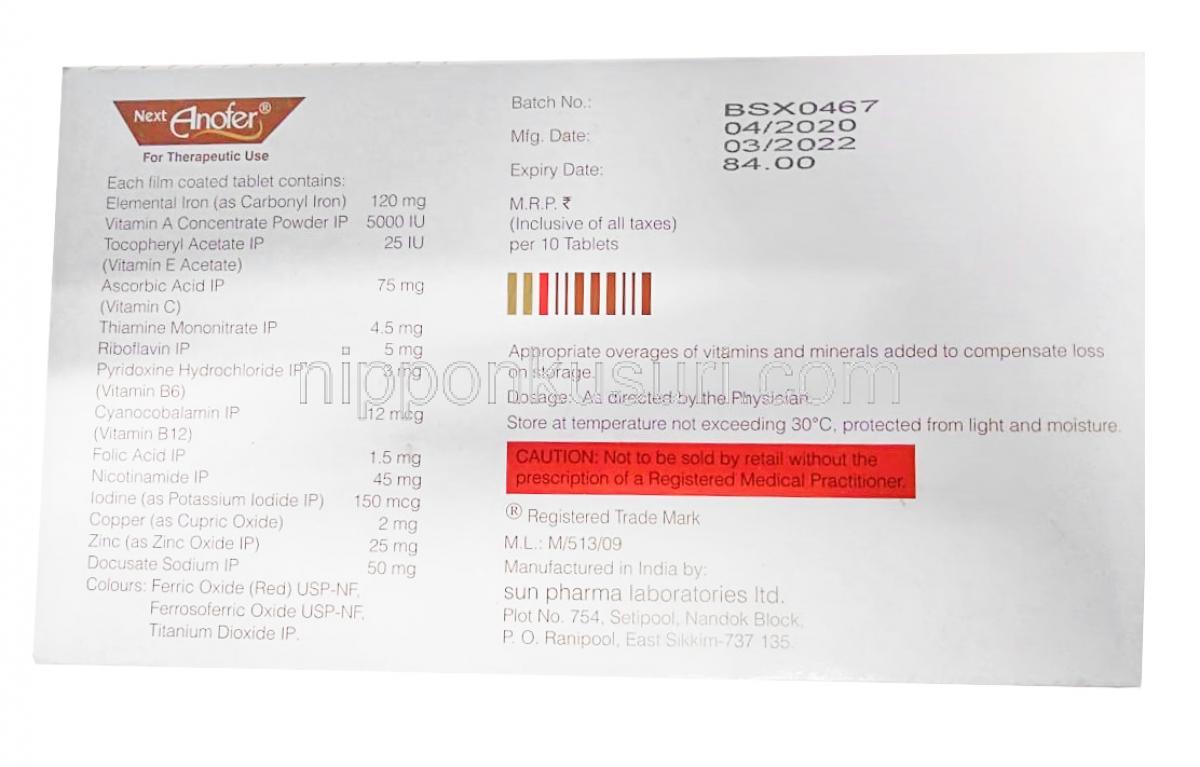 Next Anofer®
For Therapeutic Use
Each film coated tablet contains:
Elemental Iron (as Carbonyl Iron) 120 mg
Vitamin A Concentrate Powder IP 5000 IU
Tocopheryl Acetate IP 25 IU
(Vitamin E Acetate)
Ascorbic Acid IP 75 mg
(Vitamin C)
Thiamine Mononitrate IP 4.5 mg
Riboflavin IP 5 mg
Pyridoxine Hydrochloride IP 3 mg
(Vitamin B6)
Cyanocobalamin IP 12 mcg
(Vitamin B12)
Folic Acid IP 1.5 mg
Nicotinamide IP 45 mg
Iodine (as Potassium Iodide IP) 150 mcg
Copper (as Cupric Oxide) 2 mg
Zinc (as Zinc Oxide IP) 25 mg
Docusate Sodium IP 50 mg
Colours: Ferric Oxide (Red) USP-NF,
Ferrosoferric Oxide USP-NF,
Titanium Dioxide IP.
Batch No.: BSX0467
Mfg. Date: 04/2020
Expiry Date: 03/2022
M.R.P. ₹ 84.00
(Inclusive of all taxes)
per 10 Tablets
Appropriate overages of vitamins and minerals added to compensate loss
on storage.
Dosage: As directed by the Physician.
Store at temperature not exceeding 30°C, protected from light and moisture.
CAUTION: Not to be sold by retail without the
prescription of a Registered Medical Practitioner.
® Registered Trade Mark
M.L.: M/513/09
Manufactured in India by:
sun pharma laboratories ltd.
Plot No. 754, Setipool, Nandok Block,
P. O. Ranipool, East Sikkim-737 135.
nipponkusuri.com